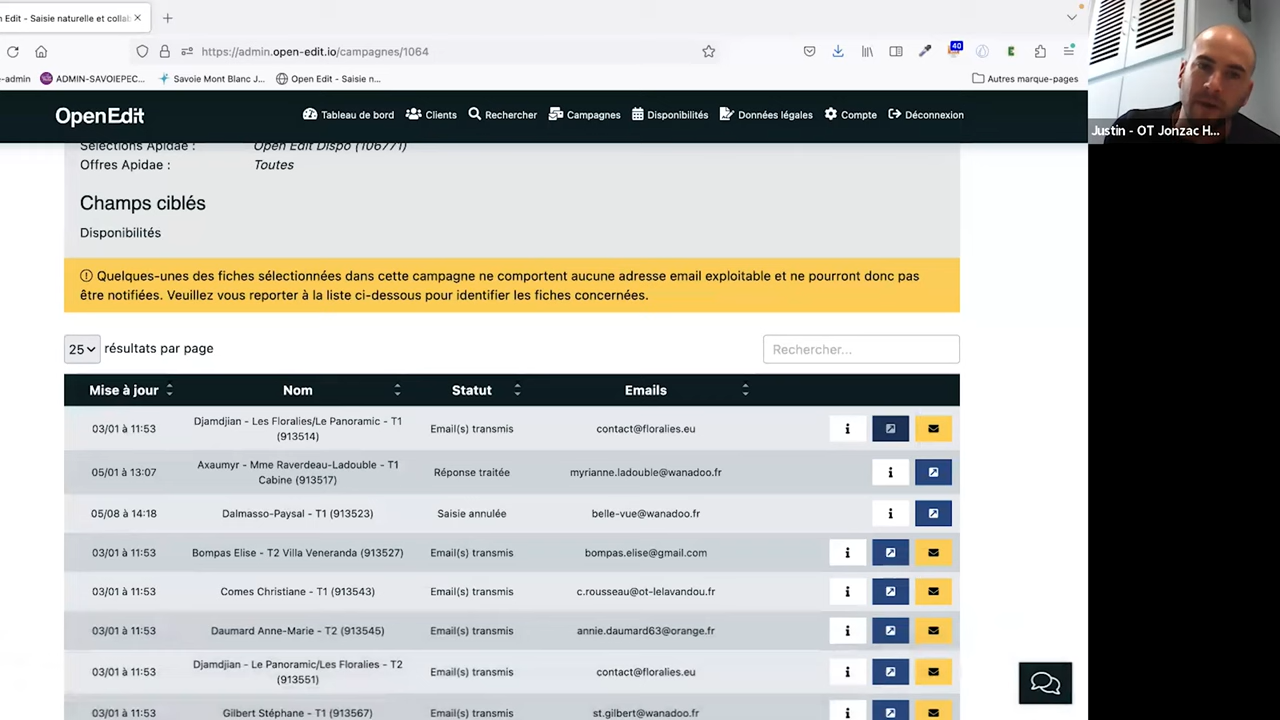 n Edit - Saisie naturelle et collab
https://admin.open-edit.io/campagnes/1064
40
e-admin ADMIN-SAVOIEPEC... Savoie Mont Blanc J... Open Edit - Saisie n... Autres marque-pages
OpenEdit Tableau de bord Clients Rechercher Campagnes Disponibilités Données légales Compte Déconnexion
Justin - OT Jonzac H...
Sélections Apidae : Open Edit Dispo (106771)
Offres Apidae : Toutes
Champs ciblés
Disponibilités
Quelques-unes des fiches sélectionnées dans cette campagne ne comportent aucune adresse email exploitable et ne pourront donc pas
être notifiées. Veuillez vous reporter à la liste ci-dessous pour identifier les fiches concernées.
25 résultats par page Rechercher...
Mise à jour Nom Statut Emails
03/01 à 11:53 Djamdjian - Les Floralies/Le Panoramic - T1 (913514) Email(s) transmis contact@floralies.eu
05/01 à 13:07 Axaumyr - Mme Raverdeau-Ladouble - T1 Cabine (913517) Réponse traitée myrianne.ladouble@wanadoo.fr
05/08 à 14:18 Dalmasso-Paysal - T1 (913523) Saisie annulée belle-vue@wanadoo.fr
03/01 à 11:53 Bompas Elise - T2 Villa Veneranda (913527) Email(s) transmis bompas.elise@gmail.com
03/01 à 11:53 Comes Christiane - T1 (913543) Email(s) transmis c.rousseau@ot-lelavandou.fr
03/01 à 11:53 Daumard Anne-Marie - T2 (913545) Email(s) transmis annie.daumard63@orange.fr
03/01 à 11:53 Djamdjian - Le Panoramic/Les Floralies - T2 (913551) Email(s) transmis contact@floralies.eu
03/01 à 11:53 Gilbert Stéphane - T1 (913567) Email(s) transmis st.gilbert@wanadoo.fr